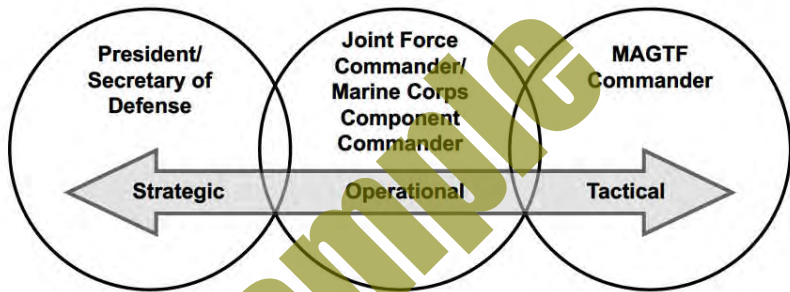 President/
Secretary of
Defense
Joint Force
Commander/
Marine Corps
Component
Commander
MAGTF
Commander
Strategic
Operational
Tactical